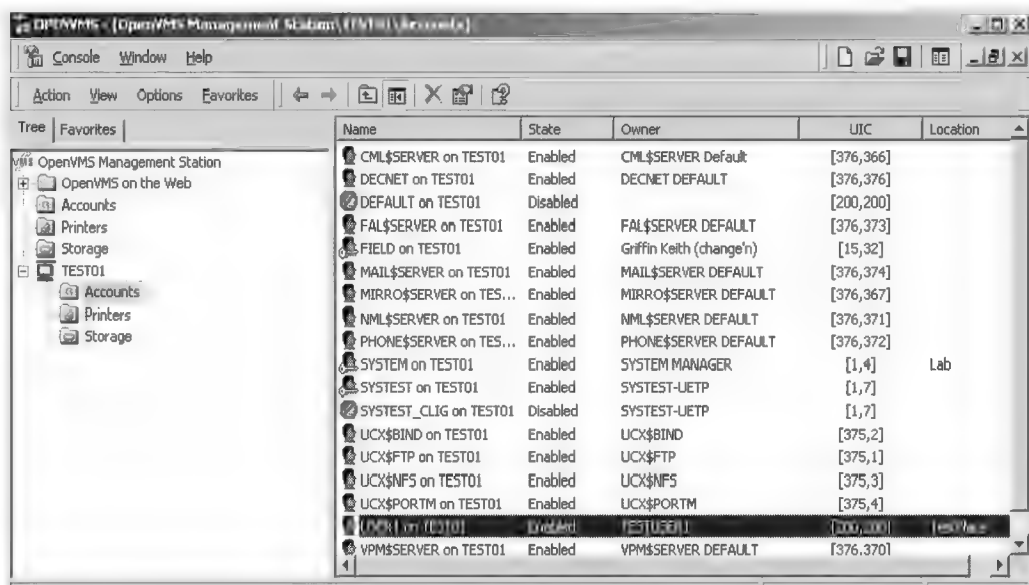 OPENVMS - [OpenVMS Management Station\TEST01\Accounts]
Console Window Help
Action View Options Favorites
Tree Favorites
OpenVMS Management Station
OpenVMS on the Web
Accounts
Printers
Storage
TEST01
Accounts
Printers
Storage
Name State Owner UIC Location
CML$SERVER on TEST01 Enabled CML$SERVER Default [376,366]
DECNET on TEST01 Enabled DECNET DEFAULT [376,376]
DEFAULT on TEST01 Disabled [200,200]
FAL$SERVER on TEST01 Enabled FAL$SERVER DEFAULT [376,373]
FIELD on TEST01 Enabled Griffin Keith (change'n) [15,32]
MAIL$SERVER on TEST01 Enabled MAIL$SERVER DEFAULT [376,374]
MIRRO$SERVER on TES... Enabled MIRRO$SERVER DEFAULT [376,367]
NML$SERVER on TEST01 Enabled NML$SERVER DEFAULT [376,371]
PHONE$SERVER on TES... Enabled PHONE$SERVER DEFAULT [376,372]
SYSTEM on TEST01 Enabled SYSTEM MANAGER [1,4] Lab
SYSTEST on TEST01 Enabled SYSTEST-UETP [1,7]
SYSTEST_CLIG on TEST01 Disabled SYSTEST-UETP [1,7]
UCX$BIND on TEST01 Enabled UCX$BIND [375,2]
UCX$FTP on TEST01 Enabled UCX$FTP [375,1]
UCX$NFS on TEST01 Enabled UCX$NFS [375,3]
UCX$PORTM on TEST01 Enabled UCX$PORTM [375,4]
on TEST01 Enabled TESTUSER1 [200,200]
VPM$SERVER on TEST01 Enabled VPM$SERVER DEFAULT [376,370]